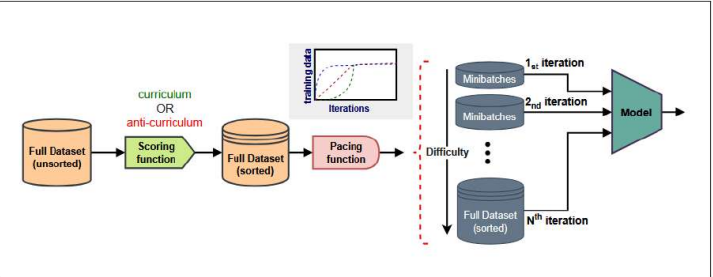 curriculum
OR
anti-curriculum
Full Dataset
(unsorted)
Scoring
function
Full Dataset
(sorted)
training data
Iterations
Pacing
function
Difficulty
Minibatches
1st iteration
Minibatches
2nd iteration
Full Dataset
(sorted)
Nth iteration
Model